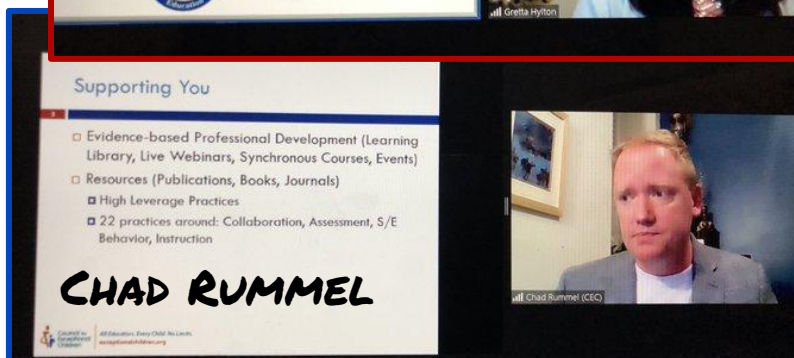 Education
Gretta Hylton
Supporting You
3
Evidence-based Professional Development (Learning
Library, Live Webinars, Synchronous Courses, Events)
Resources (Publications, Books, Journals)
High Leverage Practices
22 practices around: Collaboration, Assessment, S/E
Behavior, Instruction
CHAD RUMMEL
Council for
Exceptional
Children
All Educators. Every Child. No Limits.
exceptionalchildren.org
Chad Rummel (CEC)